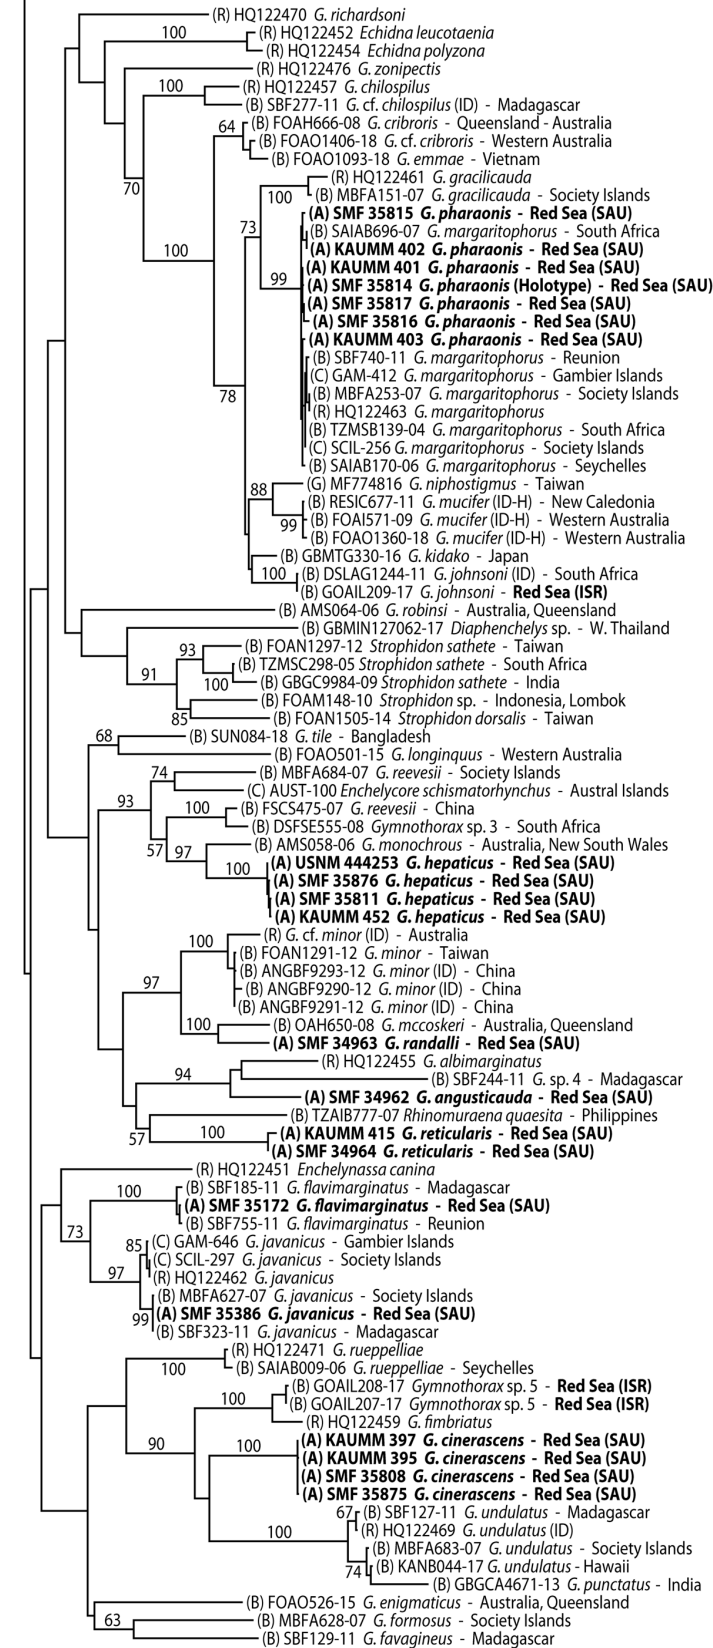 (R) HQ122470 G. richardsoni
100
(R) HQ122452 Echidna leucotaenia
(R) HQ122454 Echidna polyzona
(R) HQ122476 G. zonipectis
100
(R) HQ122457 G. chilospilus
(B) SBF277-11 G. cf. chilospilus (ID) - Madagascar
64
(B) FOAH666-08 G. cribroris - Queensland - Australia
(B) FOAO1406-18 G. cf. cribroris - Western Australia
(B) FOAO1093-18 G. emmae - Vietnam
(R) HQ122461 G. gracilicauda
70
100
(B) MBFA151-07 G. gracilicauda - Society Islands
(A) SMF 35815 G. pharaonis - Red Sea (SAU)
73
(B) SAIAB696-07 G. margaritophorus - South Africa
100
(A) KAUMM 402 G. pharaonis - Red Sea (SAU)
(A) KAUMM 401 G. pharaonis - Red Sea (SAU)
99
(A) SMF 35814 G. pharaonis (Holotype) - Red Sea (SAU)
(A) SMF 35817 G. pharaonis - Red Sea (SAU)
(A) SMF 35816 G. pharaonis - Red Sea (SAU)
(A) KAUMM 403 G. pharaonis - Red Sea (SAU)
(B) SBF740-11 G. margaritophorus - Reunion
(C) GAM-412 G. margaritophorus - Gambier Islands
78
(B) MBFA253-07 G. margaritophorus - Society Islands
(R) HQ122463 G. margaritophorus
(B) TZMSB139-04 G. margaritophorus - South Africa
(C) SCIL-256 G. margaritophorus - Society Islands
(B) SAIAB170-06 G. margaritophorus - Seychelles
88
(G) MF774816 G. niphostigmus - Taiwan
(B) RESIC677-11 G. mucifer (ID-H) - New Caledonia
99
(B) FOAI571-09 G. mucifer (ID-H) - Western Australia
(B) FOAO1360-18 G. mucifer (ID-H) - Western Australia
(B) GBMTG330-16 G. kidako - Japan
100
(B) DSLAG1244-11 G. johnsoni (ID) - South Africa
(B) GOAIL209-17 G. johnsoni - Red Sea (ISR)
(B) AMS064-06 G. robinsi - Australia, Queensland
(B) GBMIN127062-17 Diaphenchelys sp. - W. Thailand
93
(B) FOAN1297-12 Strophidon sathete - Taiwan
91
(B) TZMSC298-05 Strophidon sathete - South Africa
100
(B) GBGC9984-09 Strophidon sathete - India
(B) FOAM148-10 Strophidon sp. - Indonesia, Lombok
85
(B) FOAN1505-14 Strophidon dorsalis - Taiwan
68
(B) SUN084-18 G. tile - Bangladesh
(B) FOAO501-15 G. longinquus - Western Australia
74
(B) MBFA684-07 G. reevesii - Society Islands
(C) AUST-100 Enchelycore schismatorhynchus - Austral Islands
93
100
(B) FSCS475-07 G. reevesii - China
(B) DSFSE555-08 Gymnothorax sp. 3 - South Africa
57
97
(B) AMS058-06 G. monochrous - Australia, New South Wales
100
(A) USNM 444253 G. hepaticus - Red Sea (SAU)
(A) SMF 35876 G. hepaticus - Red Sea (SAU)
(A) SMF 35811 G. hepaticus - Red Sea (SAU)
(A) KAUMM 452 G. hepaticus - Red Sea (SAU)
100
(R) G. cf. minor (ID) - Australia
(B) FOAN1291-12 G. minor - Taiwan
(B) ANGBF9293-12 G. minor (ID) - China
97
(B) ANGBF9290-12 G. minor (ID) - China
(B) ANGBF9291-12 G. minor (ID) - China
100
(B) OAH650-08 G. mccoskeri - Australia, Queensland
(A) SMF 34963 G. randalli - Red Sea (SAU)
(R) HQ122455 G. albimarginatus
94
(B) SBF244-11 G. sp. 4 - Madagascar
(A) SMF 34962 G. angusticauda - Red Sea (SAU)
(B) TZAIB777-07 Rhinomuraena quaesita - Philippines
57
100
(A) KAUMM 415 G. reticularis - Red Sea (SAU)
(A) SMF 34964 G. reticularis - Red Sea (SAU)
(R) HQ122451 Enchelynassa canina
100
(B) SBF185-11 G. flavimarginatus - Madagascar
(A) SMF 35172 G. flavimarginatus - Red Sea (SAU)
73
(B) SBF755-11 G. flavimarginatus - Reunion
85
(C) GAM-646 G. javanicus - Gambier Islands
(C) SCIL-297 G. javanicus - Society Islands
97
(R) HQ122462 G. javanicus
(B) MBFA627-07 G. javanicus - Society Islands
99
(A) SMF 35386 G. javanicus - Red Sea (SAU)
(B) SBF323-11 G. javanicus - Madagascar
(R) HQ122471 G. rueppelliae
100
(B) SAIAB009-06 G. rueppelliae - Seychelles
(B) GOAIL208-17 Gymnothorax sp. 5 - Red Sea (ISR)
100
(B) GOAIL207-17 Gymnothorax sp. 5 - Red Sea (ISR)
(R) HQ122459 G. fimbriatus
90
100
(A) KAUMM 397 G. cinerascens - Red Sea (SAU)
(A) KAUMM 395 G. cinerascens - Red Sea (SAU)
(A) SMF 35808 G. cinerascens - Red Sea (SAU)
(A) SMF 35875 G. cinerascens - Red Sea (SAU)
67
(B) SBF127-11 G. undulatus - Madagascar
100
(R) HQ122469 G. undulatus (ID)
(B) MBFA683-07 G. undulatus - Society Islands
74
(B) KANB044-17 G. undulatus - Hawaii
(B) GBGCA4671-13 G. punctatus - India
(B) FOAO526-15 G. enigmaticus - Australia, Queensland
63
(B) MBFA628-07 G. formosus - Society Islands
(B) SBF129-11 G. favagineus - Madagascar